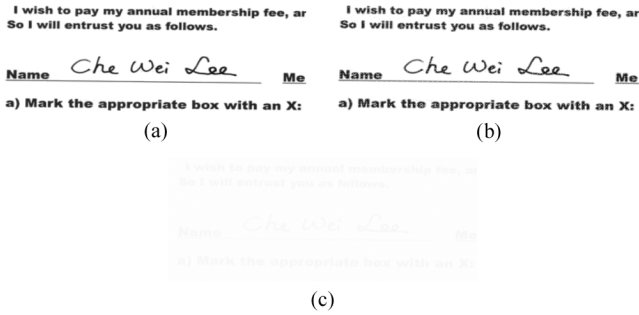 I wish to pay my annual membership fee, ar
So I will entrust you as follows.
Name Che Wei Lee Me
a) Mark the appropriate box with an X:
(a)
I wish to pay my annual membership fee, ar
So I will entrust you as follows.
Name Che Wei Lee Me
a) Mark the appropriate box with an X:
(b)
I wish to pay my annual membership fee, ar
So I will entrust you as follows.
Name Che Wei Lee Me
a) Mark the appropriate box with an X:
(c)